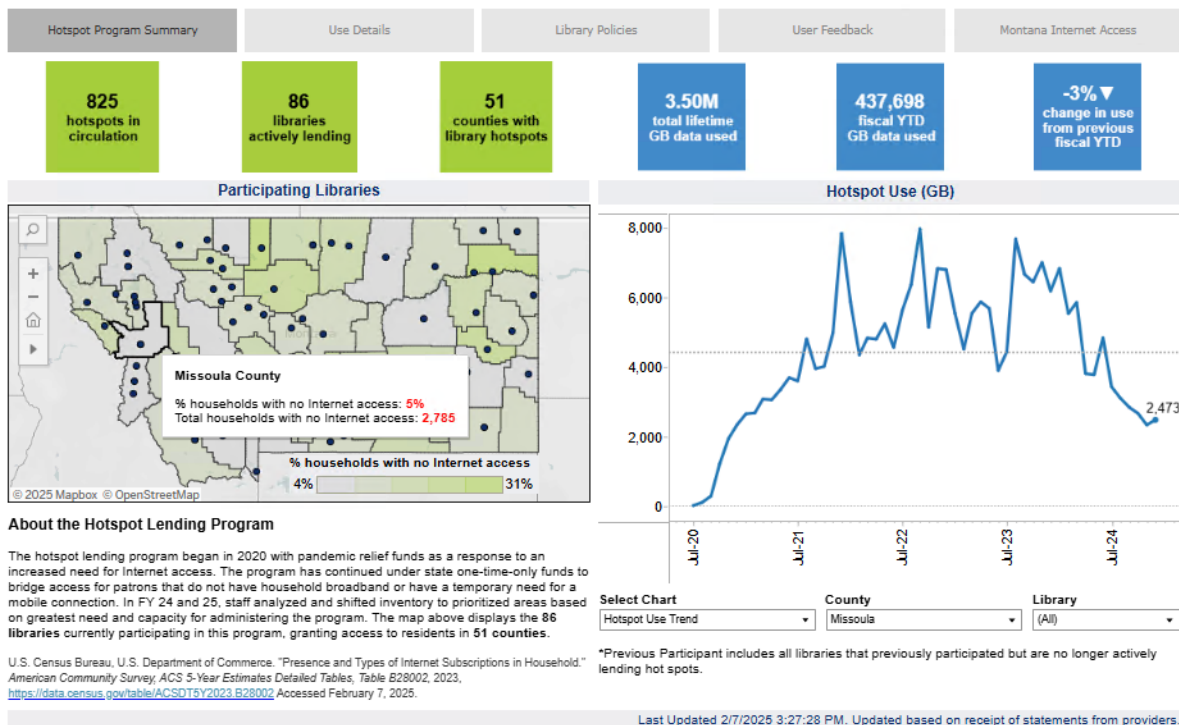 Hotspot Program Summary
Use Details
Library Policies
User Feedback
Montana Internet Access
825
hotspots in
circulation
86
libraries
actively lending
51
counties with
library hotspots
3.50M
total lifetime
GB data used
437,698
fiscal YTD
GB data used
-3%▼
change in use
from previous
fiscal YTD
Participating Libraries
Missoula County
% households with no Internet access: 5%
Total households with no Internet access: 2,785
% households with no Internet access
4%
31%
© 2025 Mapbox © OpenStreetMap
Hotspot Use (GB)
8,000
6,000
4,000
2,000
0
2,473
Jul-20
Jul-21
Jul-22
Jul-23
Jul-24
About the Hotspot Lending Program
The hotspot lending program began in 2020 with pandemic relief funds as a response to an
increased need for Internet access. The program has continued under state one-time-only funds to
bridge access for patrons that do not have household broadband or have a temporary need for a
mobile connection. In FY 24 and 25, staff analyzed and shifted inventory to prioritized areas based
on greatest need and capacity for administering the program. The map above displays the 86
libraries currently participating in this program, granting access to residents in 51 counties.
U.S. Census Bureau, U.S. Department of Commerce. "Presence and Types of Internet Subscriptions in Household."
American Community Survey, ACS 5-Year Estimates Detailed Tables, Table B28002, 2023,
https://data.census.gov/table/ACSDT5Y2023.B28002 Accessed February 7, 2025.
Select Chart
Hotspot Use Trend
County
Missoula
Library
(All)
*Previous Participant includes all libraries that previously participated but are no longer actively
lending hot spots.
Last Updated 2/7/2025 3:27:28 PM. Updated based on receipt of statements from providers.